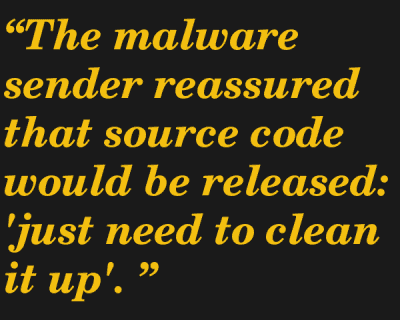 “The malware
sender reassured
that source code
would be released:
'just need to clean
it up'. ”